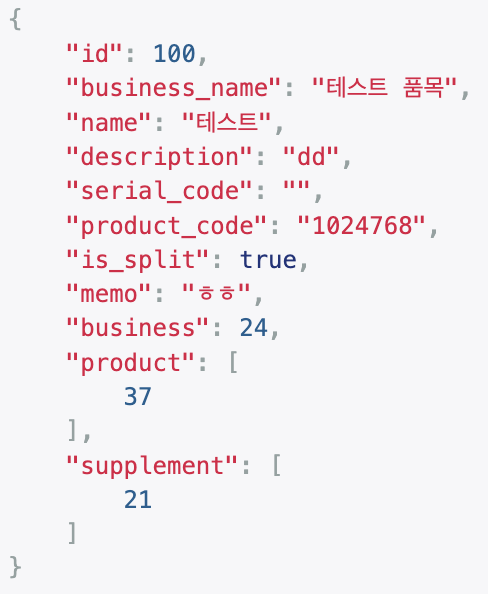 {
    "id": 100,
    "business_name": "테스트 품목",
    "name": "테스트",
    "description": "dd",
    "serial_code": "",
    "product_code": "1024768",
    "is_split": true,
    "memo": "ㅎㅎ",
    "business": 24,
    "product": [
        37
    ],
    "supplement": [
        21
    ]
}